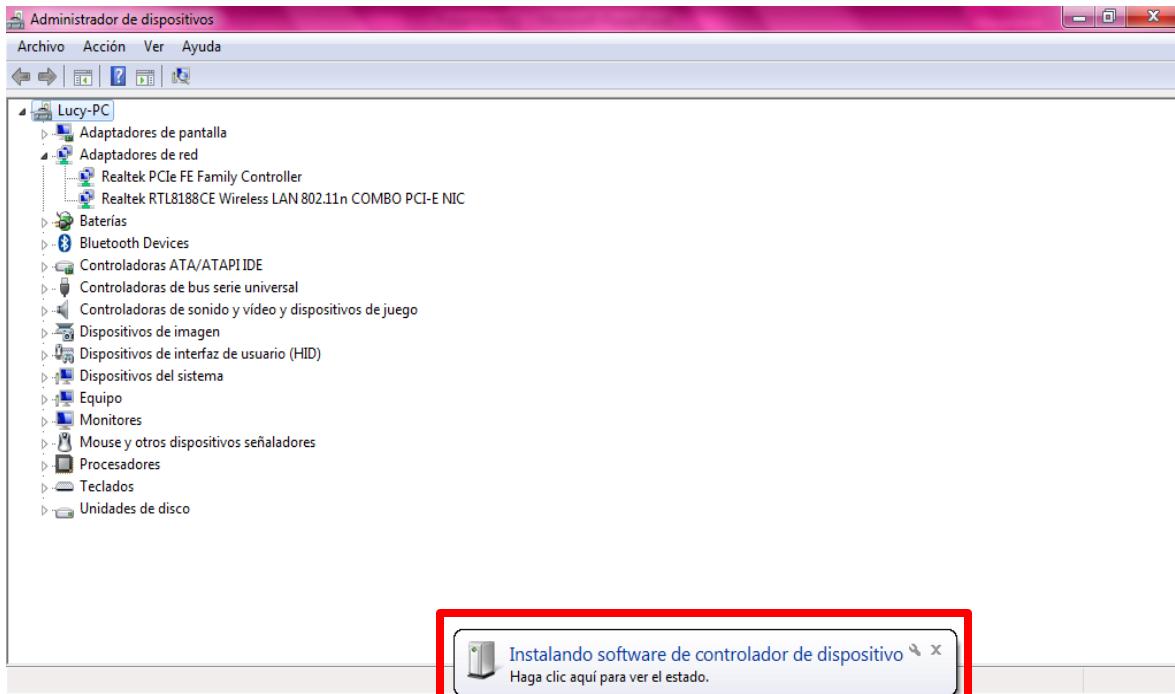 Administrador de dispositivos
Archivo Acción Ver Ayuda
Lucy-PC
Adaptadores de pantalla
Adaptadores de red
Realtek PCIe FE Family Controller
Realtek RTL8188CE Wireless LAN 802.11n COMBO PCI-E NIC
Baterías
Bluetooth Devices
Controladoras ATA/ATAPI IDE
Controladoras de bus serie universal
Controladoras de sonido y vídeo y dispositivos de juego
Dispositivos de imagen
Dispositivos de interfaz de usuario (HID)
Dispositivos del sistema
Equipo
Monitores
Mouse y otros dispositivos señaladores
Procesadores
Teclados
Unidades de disco
Instalando software de controlador de dispositivo
Haga clic aquí para ver el estado.